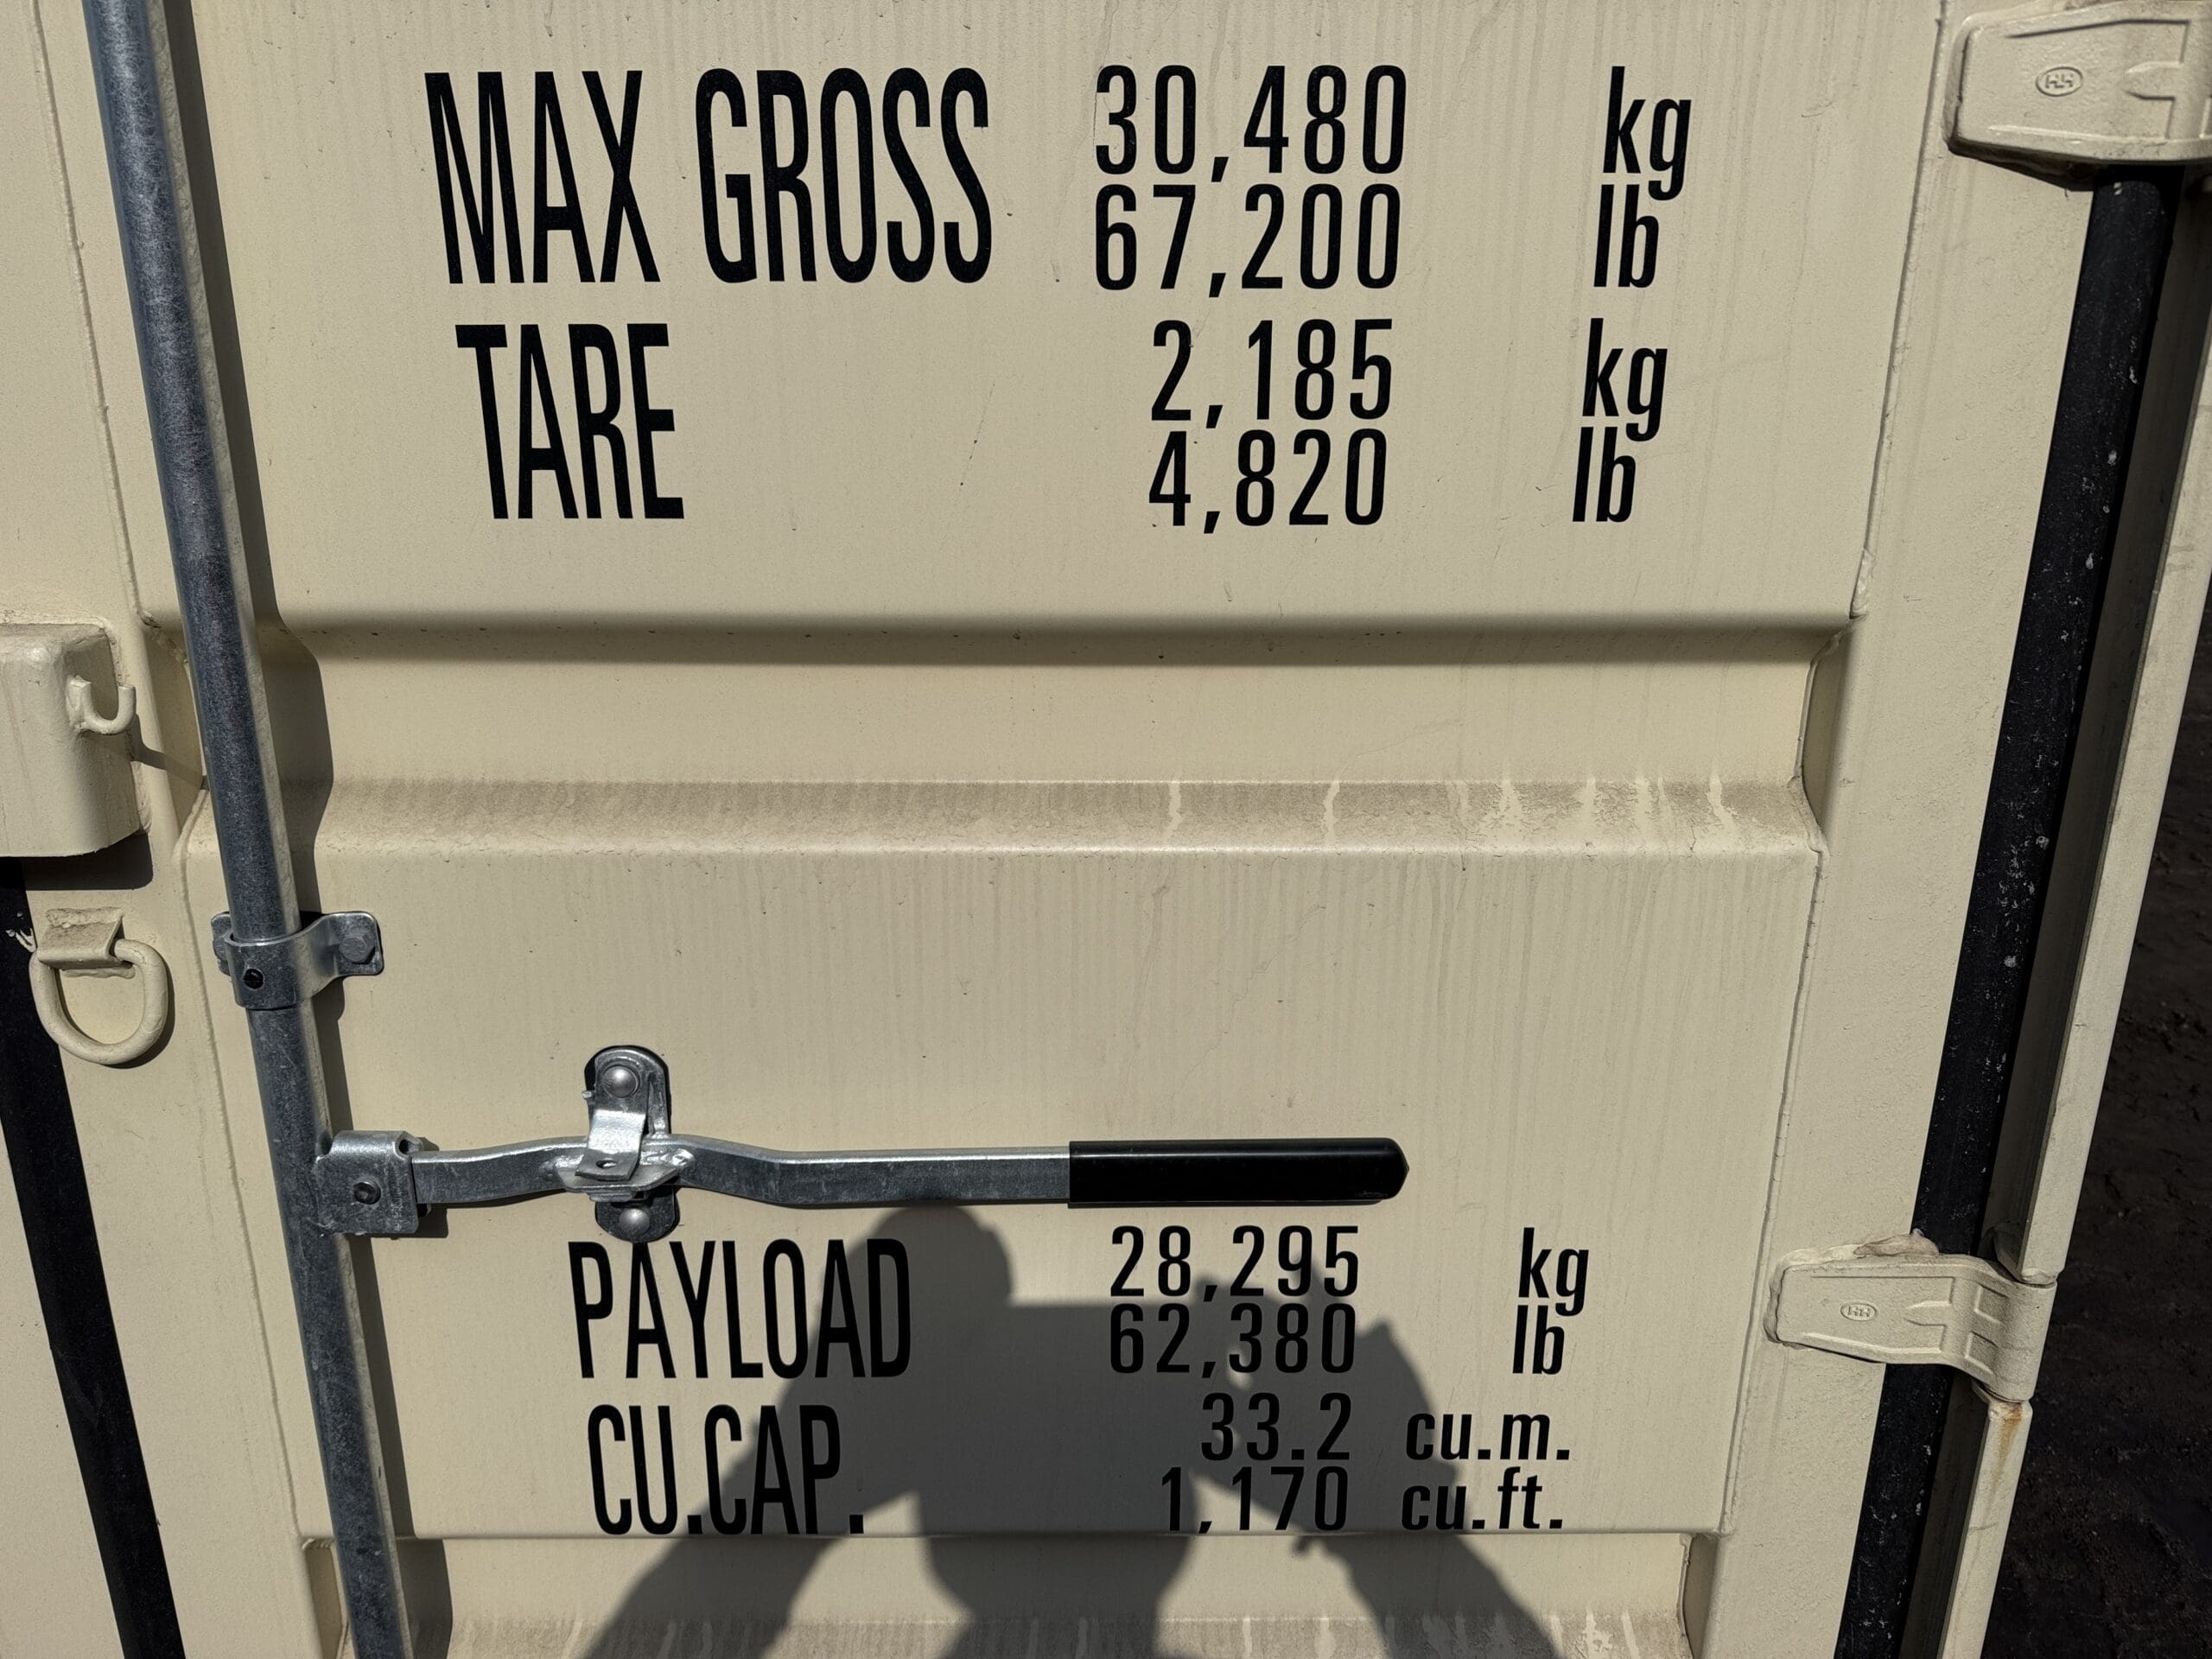 MAX GROSS 30,480 kg
67,200 lb
TARE 2,185 kg
4,820 lb
PAYLOAD 28,295 kg
62,380 lb
CU.CAP. 33.2 cu.m.
1,170 cu.ft.